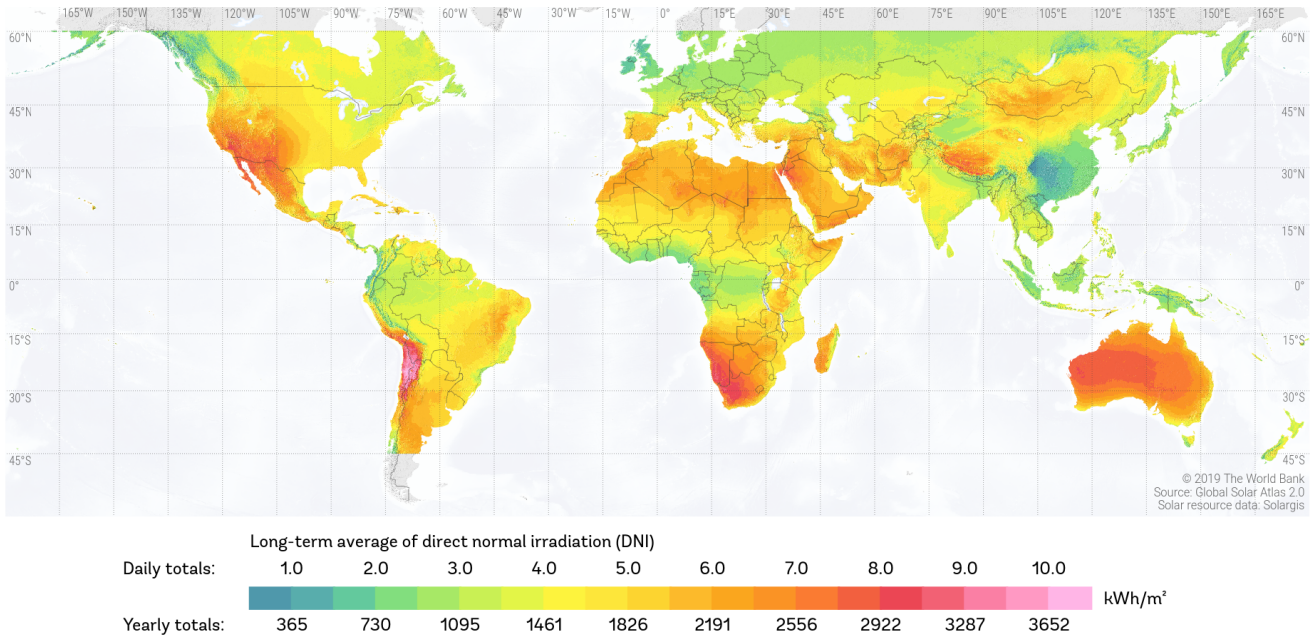 165°W 150°W 135°W 120°W 105°W 90°W 75°W 60°W 45°W 30°W 15°W 0° 15°E 30°E 45°E 60°E 75°E 90°E 105°E 120°E 135°E 150°E 165°E
60°N 60°N
45°N 45°N
30°N 30°N
15°N 15°N
0° 0°
15°S 15°S
30°S 30°S
45°S 45°S
© 2019 The World Bank
Source: Global Solar Atlas 2.0
Solar resource data: Solargis
Long-term average of direct normal irradiation (DNI)
Daily totals: 1.0 2.0 3.0 4.0 5.0 6.0 7.0 8.0 9.0 10.0
kWh/m²
Yearly totals: 365 730 1095 1461 1826 2191 2556 2922 3287 3652